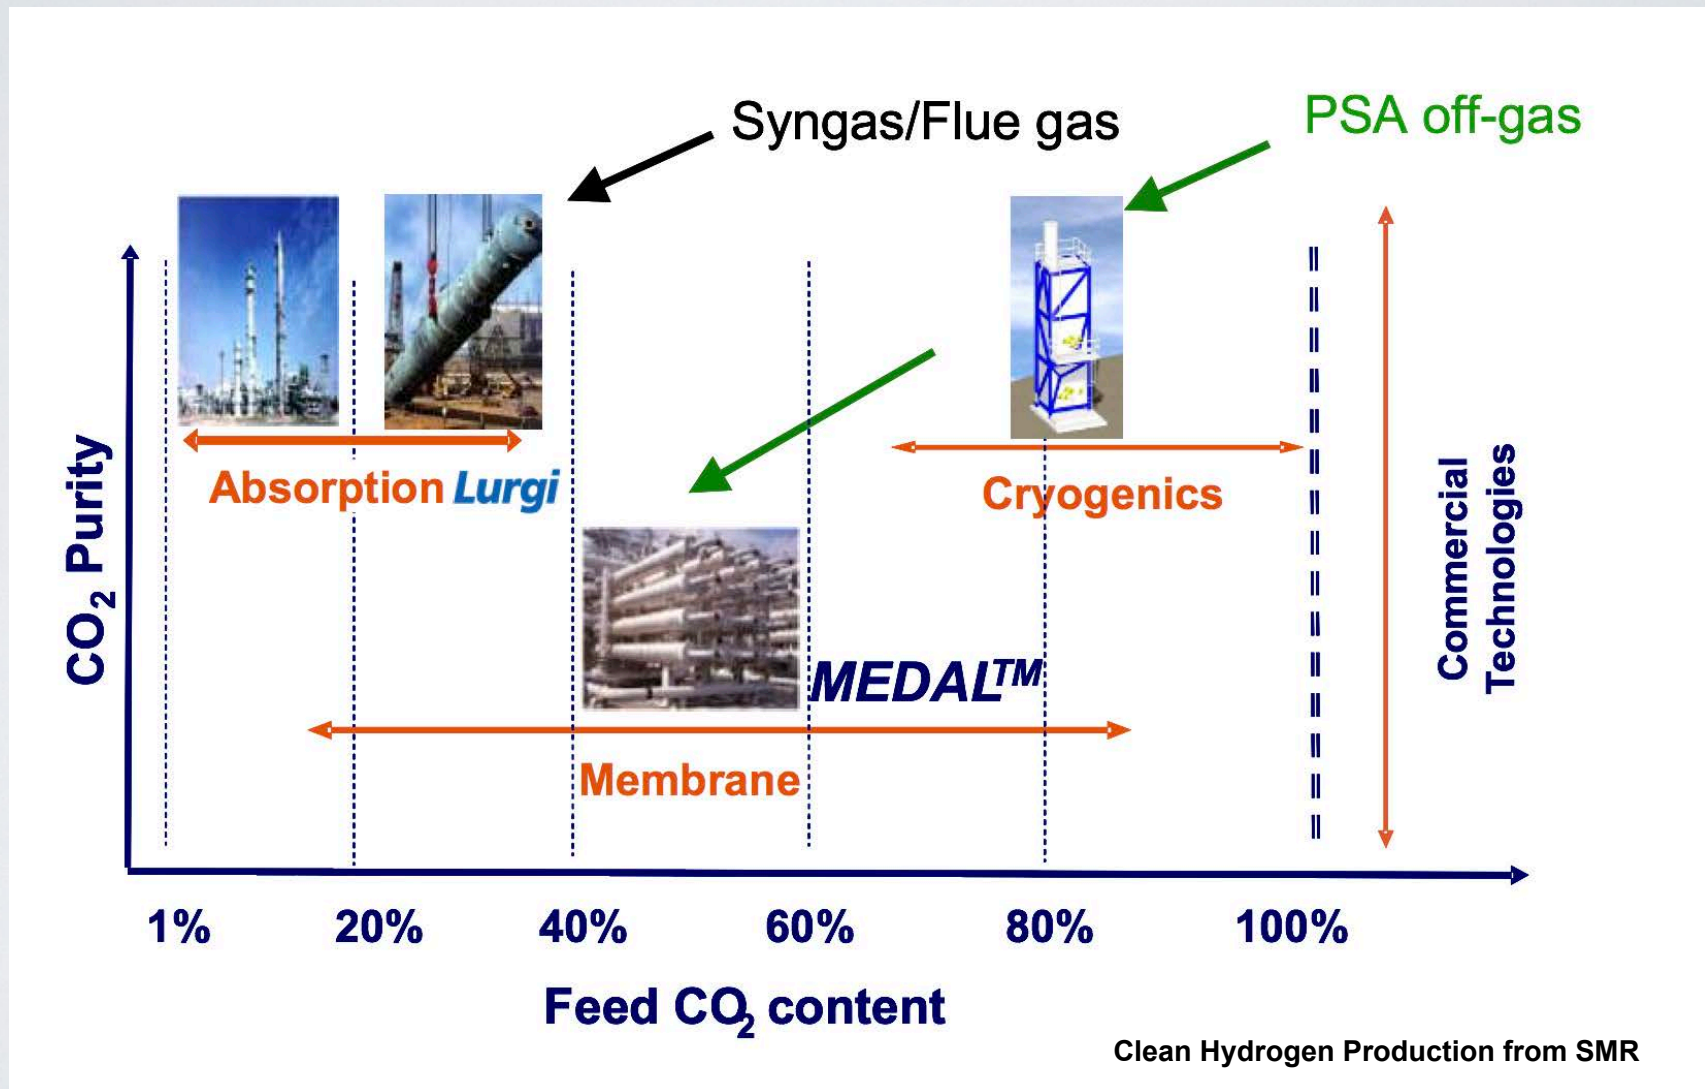 Syngas/Flue gas
PSA off-gas
CO₂ Purity
Absorption Lurgi
Cryogenics
MEDAL™
Membrane
Commercial
Technologies
1% 20% 40% 60% 80% 100%
Feed CO₂ content
Clean Hydrogen Production from SMR